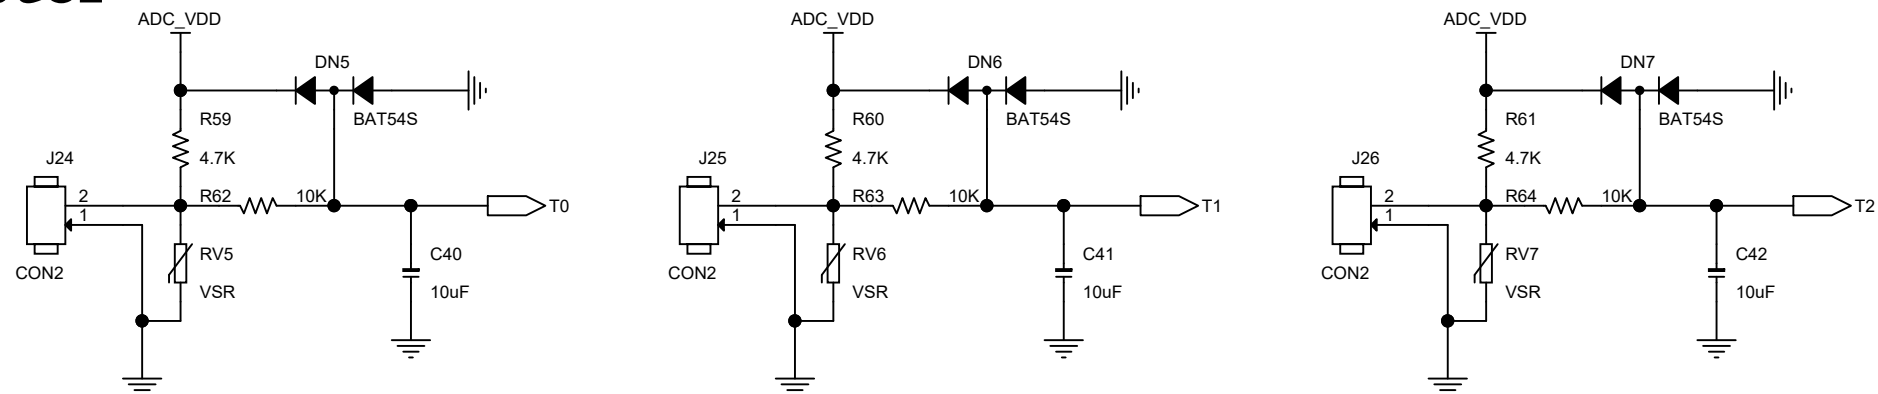 ADC_VDD
DN5
BAT54S
R59
4.7K
J24
2
1
R62
10K
T0
RV5
VSR
C40
10uF
CON2
ADC_VDD
DN6
BAT54S
R60
4.7K
J25
2
1
R63
10K
T1
RV6
VSR
C41
10uF
CON2
ADC_VDD
DN7
BAT54S
R61
4.7K
J26
2
1
R64
10K
T2
RV7
VSR
C42
10uF
CON2